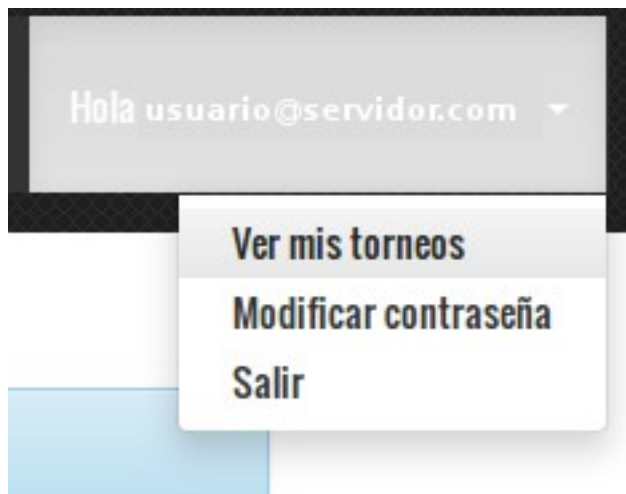 Hola usuario@servidor.com
Ver mis torneos
Modificar contraseña
Salir